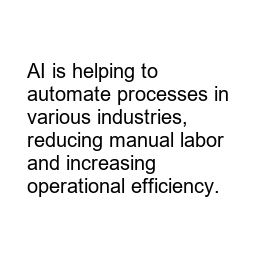 AI is helping to
automate processes in
various industries,
reducing manual labor
and increasing
operational efficiency.